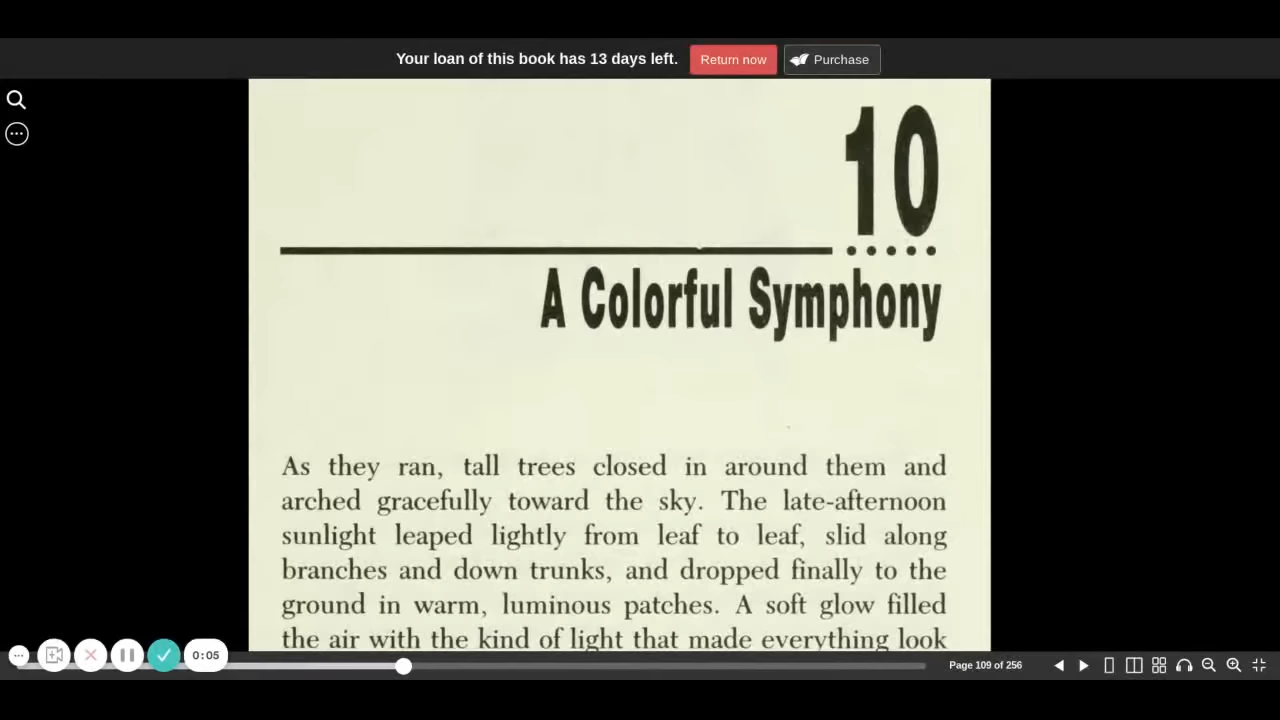 Your loan of this book has 13 days left. Return now Purchase
10
A Colorful Symphony
As they ran, tall trees closed in around them and
arched gracefully toward the sky. The late-afternoon
sunlight leaped lightly from leaf to leaf, slid along
branches and down trunks, and dropped finally to the
ground in warm, luminous patches. A soft glow filled
the air with the kind of light that made everything look
0:05
Page 109 of 256